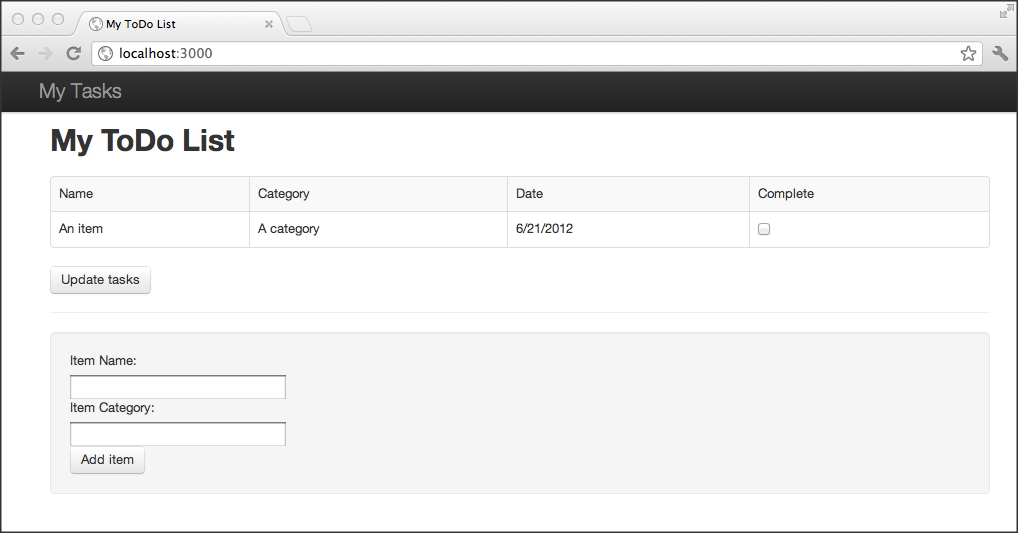 My ToDo List
localhost:3000
My Tasks
My ToDo List
Name Category Date Complete
An item A category 6/21/2012
Update tasks
Item Name:
Item Category:
Add item